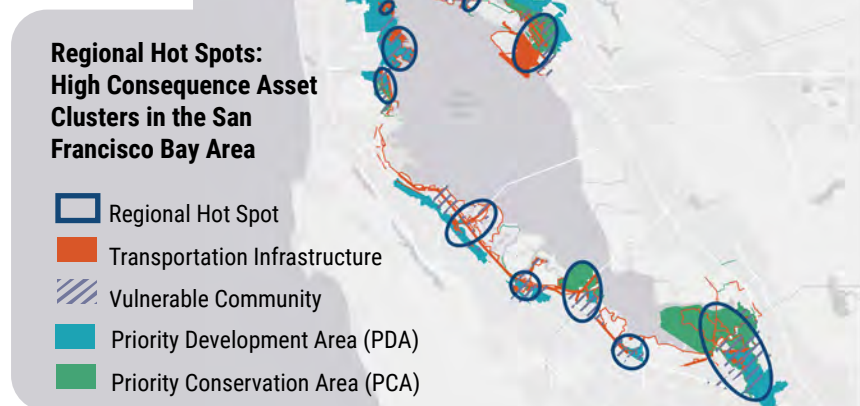 Regional Hot Spots:
High Consequence Asset
Clusters in the San
Francisco Bay Area
Regional Hot Spot
Transportation Infrastructure
Vulnerable Community
Priority Development Area (PDA)
Priority Conservation Area (PCA)